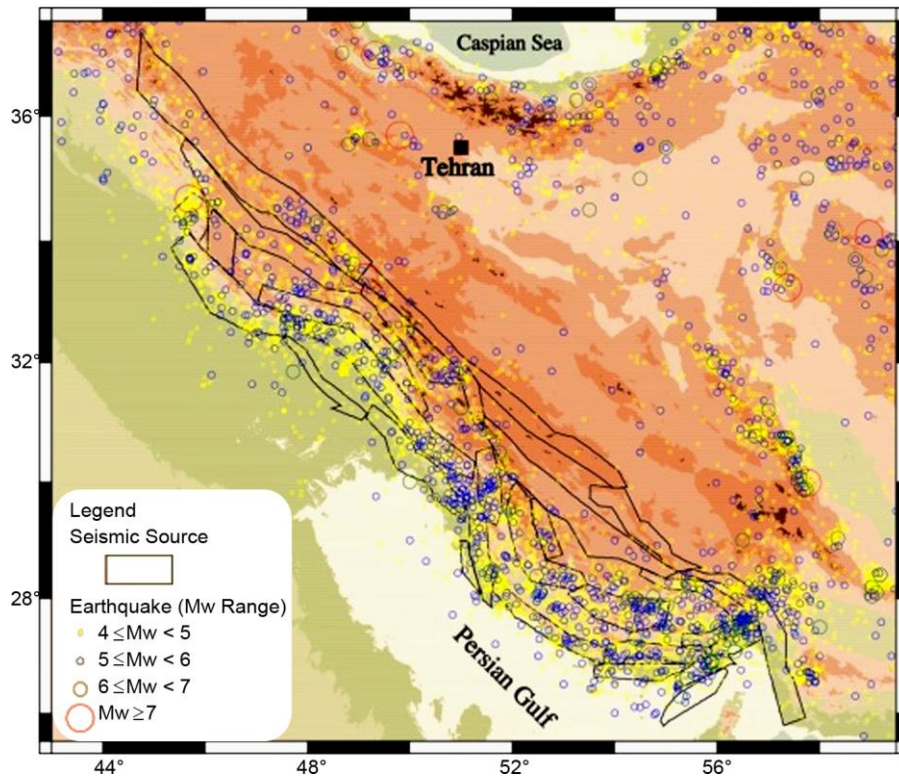 Caspian Sea
36°
Tehran
32°
Legend
Seismic Source
Earthquake (Mw Range)
4 ≤Mw < 5
5 ≤Mw < 6
6 ≤Mw < 7
Mw ≥7
28°
Persian Gulf
44°
48°
52°
56°